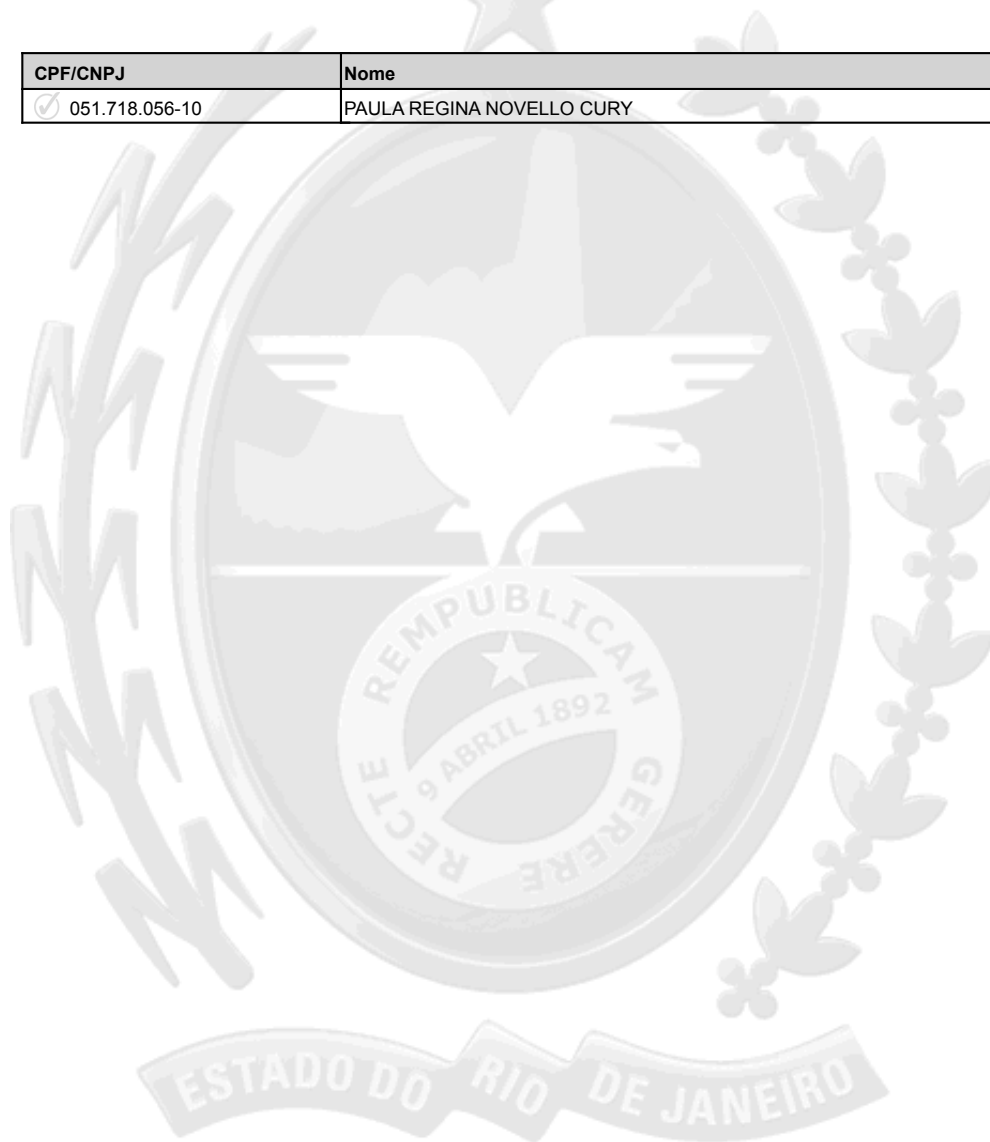 CPF/CNPJ Nome
051.718.056-10 PAULA REGINA NOVELLO CURY
RECTE REMPUBLICAM GERERE
9 ABRIL 1892
ESTADO DO RIO DE JANEIRO